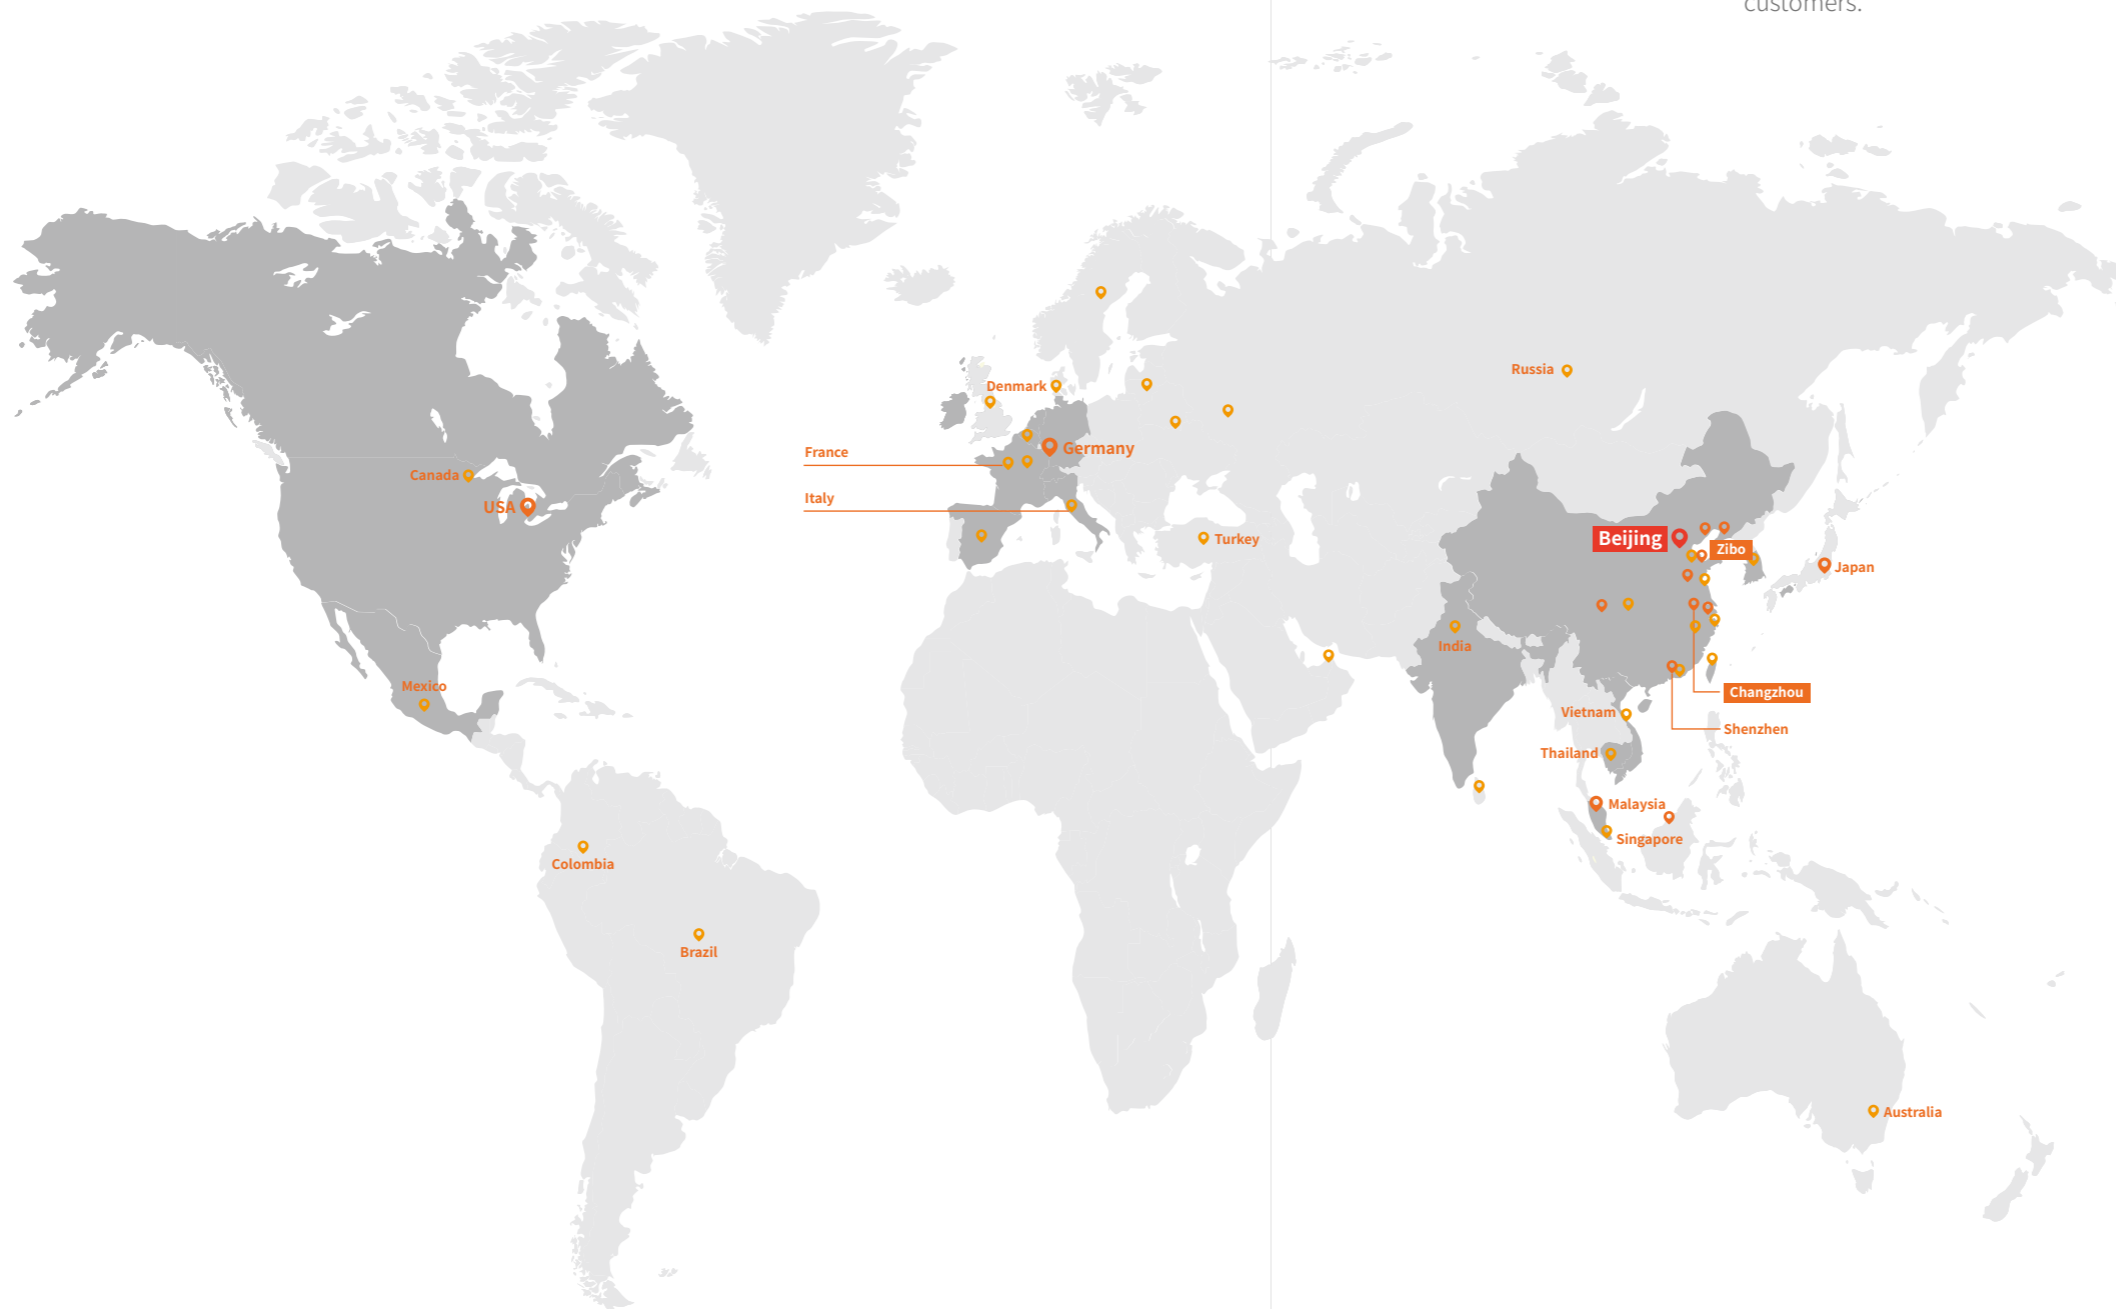 customers.
Russia
Denmark
France
Germany
Canada
Italy
USA
Beijing
Turkey
Zibo
Japan
India
Mexico
Changzhou
Vietnam
Shenzhen
Thailand
Malaysia
Singapore
Colombia
Brazil
Australia